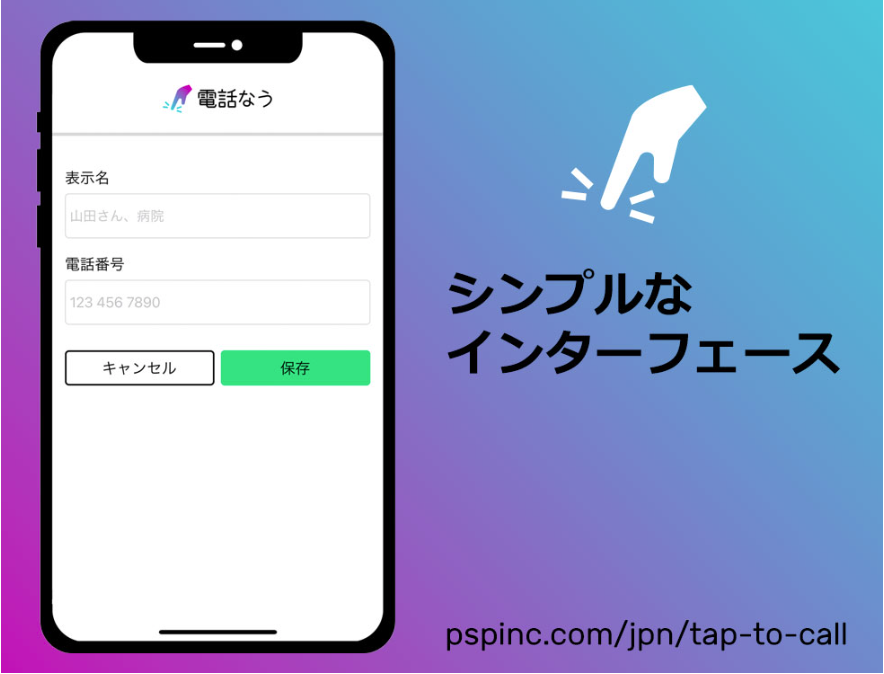 電話なう
表示名
山田さん、病院
電話番号
123 456 7890
キャンセル
保存
シンプルな
インターフェース
pspinc.com/jpn/tap-to-call